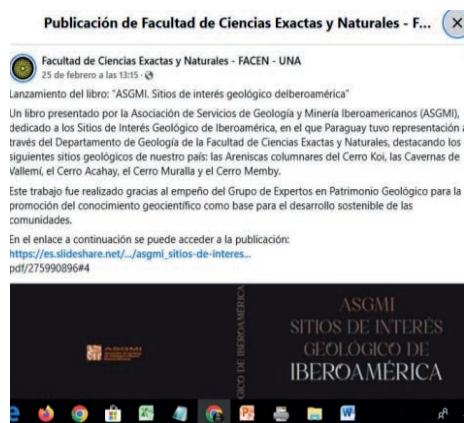 Publicación de Facultad de Ciencias Exactas y Naturales - F...
Facultad de Ciencias Exactas y Naturales - FACEN - UNA
25 de febrero a las 13:15 ·
Lanzamiento del libro: "ASGMI. Sitios de interés geológico deIberoamérica"
Un libro presentado por la Asociación de Servicios de Geología y Minería Iberoamericanos (ASGMI),
dedicado a los Sitios de Interés Geológico de Iberoamérica, en el que Paraguay tuvo representación a
través del Departamento de Geología de la Facultad de Ciencias Exactas y Naturales, destacando los
siguientes sitios geológicos de nuestro país: las Areniscas columnares del Cerro Koi, las Cavernas de
Vallemí, el Cerro Acahay, el Cerro Muralla y el Cerro Memby.
Este trabajo fue realizado gracias al empeño del Grupo de Expertos en Patrimonio Geológico para la
promoción del conocimiento geocientífico como base para el desarrollo sostenible de las
comunidades.
En el enlace a continuación se puede acceder a la publicación:
https://es.slideshare.net/.../asgmi_sitios-de-interes...
pdf/275990896#4
ASGMI
GICO DE IBEROAMÉRICA
ASGMI
SITIOS DE INTERÉS
GEOLÓGICO DE
IBEROAMÉRICA